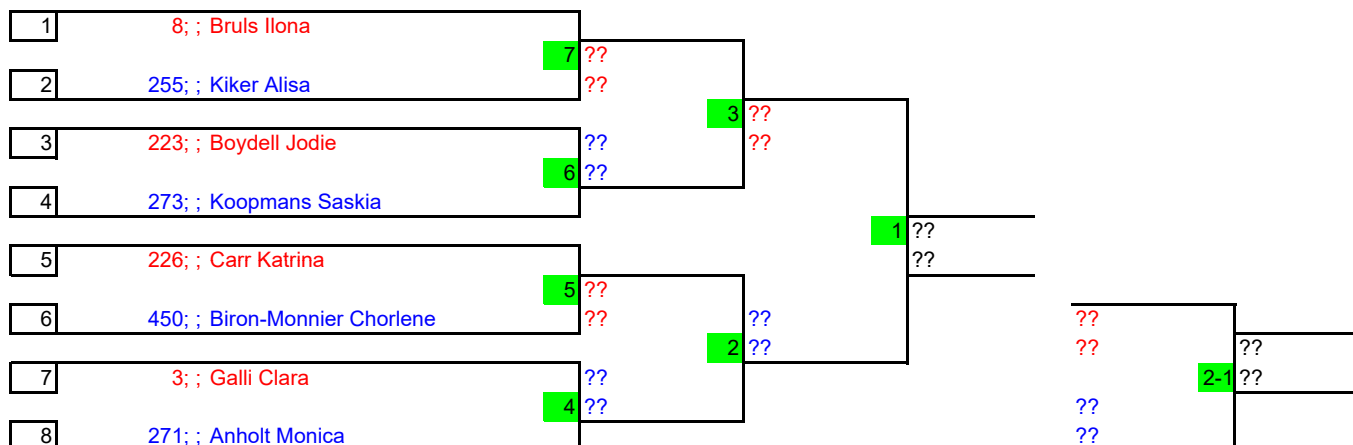 1 8; ; Bruls Ilona
7 ??
2 255; ; Kiker Alisa ??
3 ??
3 223; ; Boydell Jodie ?? ??
6 ??
4 273; ; Koopmans Saskia
1 ??
5 226; ; Carr Katrina ??
5 ??
6 450; ; Biron-Monnier Chorlene ?? ?? ??
2 ?? ?? ??
7 3; ; Galli Clara ?? 2-1 ??
4 ?? ??
8 271; ; Anholt Monica ??